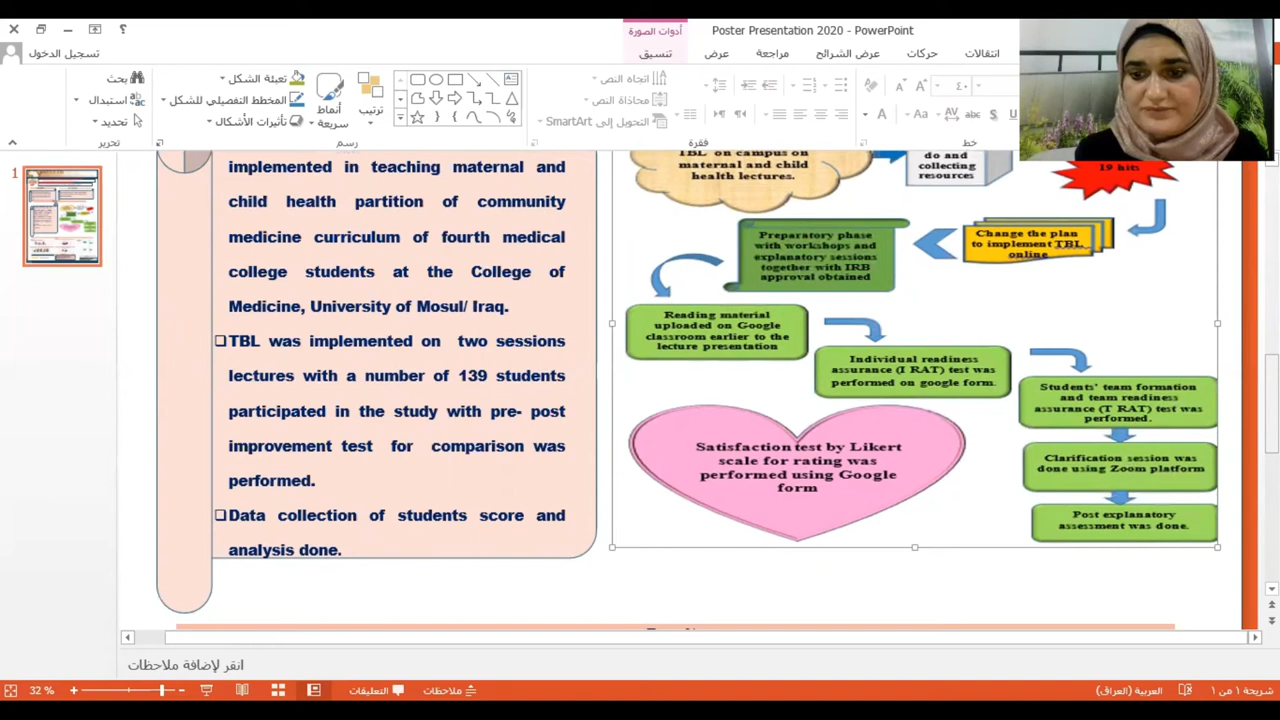 Poster Presentation 2020 - PowerPoint
أدوات الصورة
تسجيل الدخول
انتقالات
حركات
عرض الشرائح
مراجعة
عرض
تنسيق
اتجاه النص
محاذاة النص
التحويل إلى SmartArt
ترتيب
أنماط
سريعة
تعبئة الشكل
المخطط التفصيلي للشكل
تأثيرات الأشكال
بحث
استبدال
تحديد
خط
فقرة
رسم
تحرير
1
implemented in teaching maternal and
child health partition of community
medicine curriculum of fourth medical
college students at the College of
Medicine, University of Mosul/ Iraq.
TBL was implemented on two sessions
lectures with a number of 139 students
participated in the study with pre- post
improvement test for comparison was
performed.
Data collection of students score and
analysis done.
TBL on campus on
maternal and child
health lectures.
do and
collecting
resources
19 hits
Change the plan
to implement TBL
online
Preparatory phase
with workshops and
explanatory sessions
together with IRB
approval obtained
Reading material
uploaded on Google
classroom earlier to the
lecture presentation
Individual readiness
assurance (I RAT) test was
performed on google form.
Students' team formation
and team readiness
assurance (T RAT) test was
performed.
Clarification session was
done using Zoom platform
Post explanatory
assessment was done.
Satisfaction test by Likert
scale for rating was
performed using Google
form
انقر لإضافة ملاحظات
شريحة ١ من ١
العربية (العراق)
ملاحظات
التعليقات
32 %